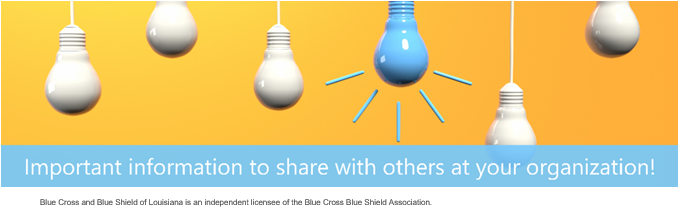 Important information to share with others at your organization!
Blue Cross and Blue Shield of Louisiana is an independent licensee of the Blue Cross Blue Shield Association.